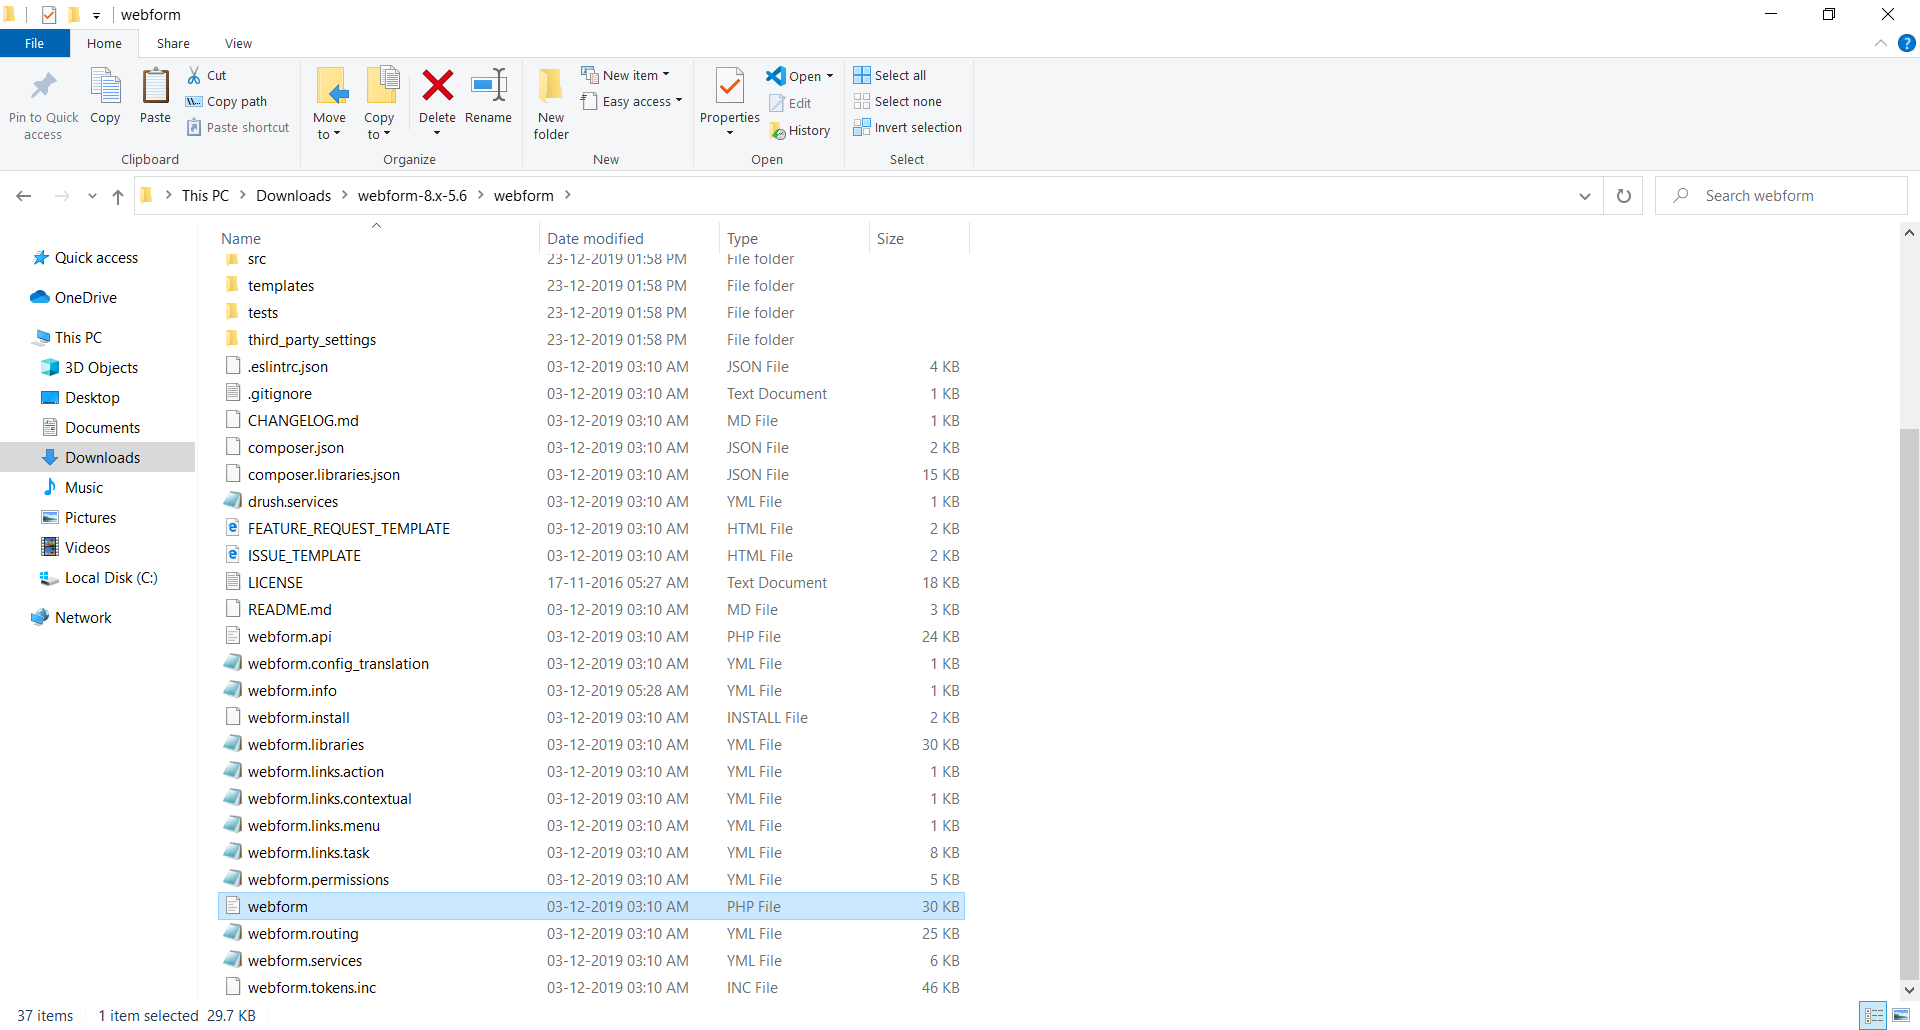 webform
File Home Share View
Pin to Quick access
Copy
Paste
Cut
Copy path
Paste shortcut
Clipboard
Move to
Copy to
Delete
Rename
Organize
New folder
New item
Easy access
New
Properties
Open
Edit
History
Open
Select all
Select none
Invert selection
Select
This PC Downloads webform-8.x-5.6 webform
Search webform
Quick access
OneDrive
This PC
3D Objects
Desktop
Documents
Downloads
Music
Pictures
Videos
Local Disk (C:)
Network
Name Date modified Type Size
src 23-12-2019 01:58 PM File folder
templates 23-12-2019 01:58 PM File folder
tests 23-12-2019 01:58 PM File folder
third_party_settings 23-12-2019 01:58 PM File folder
.eslintrc.json 03-12-2019 03:10 AM JSON File 4 KB
.gitignore 03-12-2019 03:10 AM Text Document 1 KB
CHANGELOG.md 03-12-2019 03:10 AM MD File 1 KB
composer.json 03-12-2019 03:10 AM JSON File 2 KB
composer.libraries.json 03-12-2019 03:10 AM JSON File 15 KB
drush.services 03-12-2019 03:10 AM YML File 1 KB
FEATURE_REQUEST_TEMPLATE 03-12-2019 03:10 AM HTML File 2 KB
ISSUE_TEMPLATE 03-12-2019 03:10 AM HTML File 2 KB
LICENSE 17-11-2016 05:27 AM Text Document 18 KB
README.md 03-12-2019 03:10 AM MD File 3 KB
webform.api 03-12-2019 03:10 AM PHP File 24 KB
webform.config_translation 03-12-2019 03:10 AM YML File 1 KB
webform.info 03-12-2019 05:28 AM YML File 1 KB
webform.install 03-12-2019 03:10 AM INSTALL File 2 KB
webform.libraries 03-12-2019 03:10 AM YML File 30 KB
webform.links.action 03-12-2019 03:10 AM YML File 1 KB
webform.links.contextual 03-12-2019 03:10 AM YML File 1 KB
webform.links.menu 03-12-2019 03:10 AM YML File 1 KB
webform.links.task 03-12-2019 03:10 AM YML File 8 KB
webform.permissions 03-12-2019 03:10 AM YML File 5 KB
webform 03-12-2019 03:10 AM PHP File 30 KB
webform.routing 03-12-2019 03:10 AM YML File 25 KB
webform.services 03-12-2019 03:10 AM YML File 6 KB
webform.tokens.inc 03-12-2019 03:10 AM INC File 46 KB
37 items 1 item selected 29.7 KB